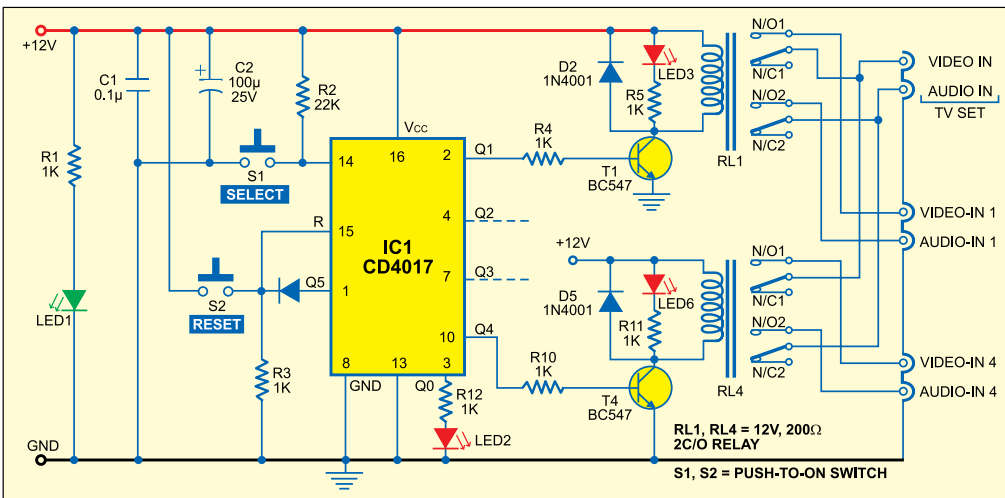 +12V
C1
0.1µ
C2
100µ
25V
+
R2
22K
R1
1K
S1
SELECT
LED1
S2
RESET
R3
1K
VCC
16
14
R
15
Q5
1
IC1
CD4017
2
Q1
4
Q2
7
Q3
10
Q4
8
GND
13
3
Q0
R12
1K
LED2
GND
R4
1K
D2
1N4001
LED3
R5
1K
T1
BC547
RL1
N/O1
N/C1
N/O2
N/C2
+12V
D5
1N4001
LED6
R11
1K
R10
1K
T4
BC547
RL4
N/O1
N/C1
N/O2
N/C2
VIDEO IN
AUDIO IN
TV SET
VIDEO-IN 1
AUDIO-IN 1
VIDEO-IN 4
AUDIO-IN 4
RL1, RL4 = 12V, 200Ω
2C/O RELAY
S1, S2 = PUSH-TO-ON SWITCH